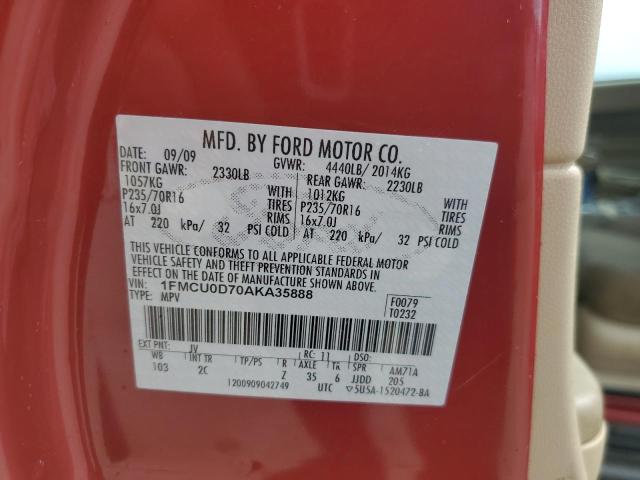 MFD. BY FORD MOTOR CO.
DATE: 09/09 GVWR: 4440LB/ 2014KG
FRONT GAWR: 2330LB REAR GAWR: 2230LB
1057KG WITH 1012KG WITH
P235/70R16 TIRES P235/70R16 TIRES
16x7.0J RIMS 16x7.0J RIMS
AT 220 kPa/ 32 PSI COLD AT 220 kPa/ 32 PSI COLD
THIS VEHICLE CONFORMS TO ALL APPLICABLE FEDERAL MOTOR
VEHICLE SAFETY AND THEFT PREVENTION STANDARDS IN
EFFECT ON THE DATE OF MANUFACTURE SHOWN ABOVE.
VIN: 1FMCU0D70AKA35888 F0079
TYPE: MPV T0232
EXT PNT: JV RC: 11 DSO:
WB INT TR TP/PS R AXLE TR SPR AM71A
103 2C Z 35 6 JJDD 205
1200909042749 UTC ▽5U5A-1520472-BA